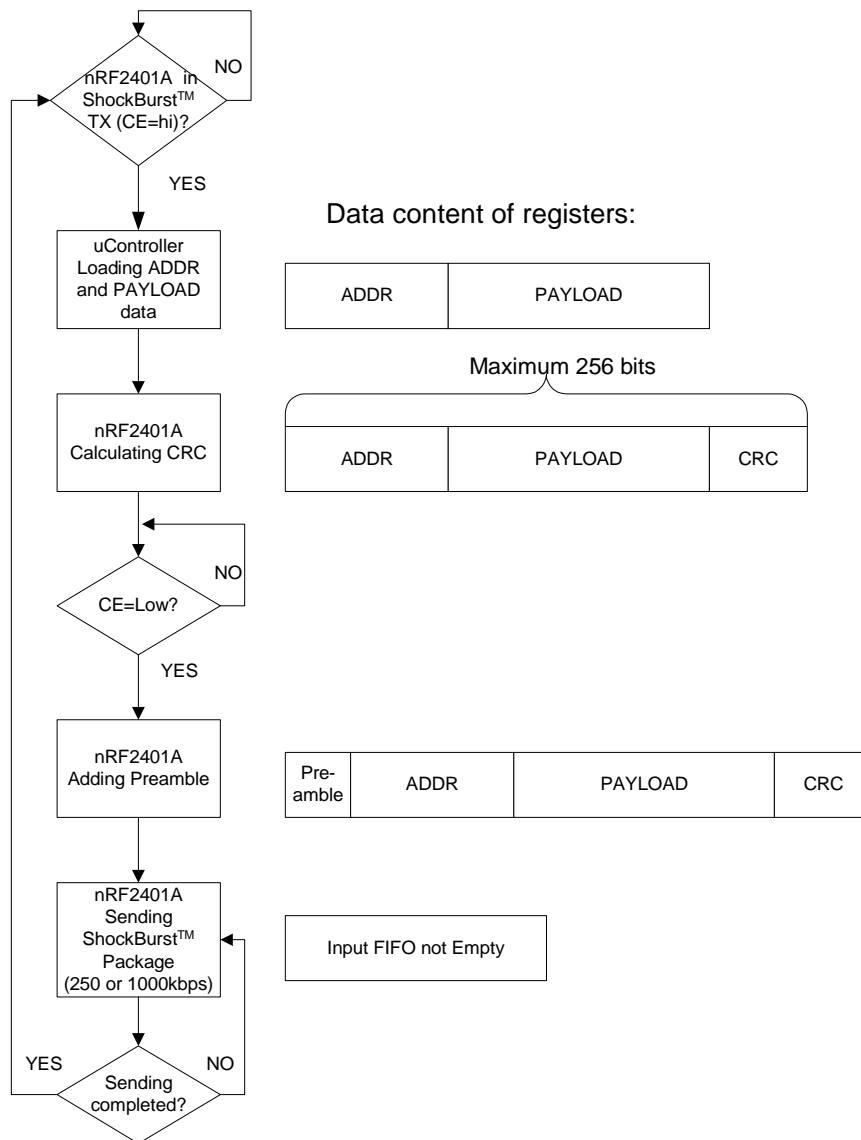 NO
nRF2401A in
ShockBurst™
TX (CE=hi)?
YES
Data content of registers:
uController
Loading ADDR
and PAYLOAD
data
ADDR
PAYLOAD
Maximum 256 bits
nRF2401A
Calculating CRC
ADDR
PAYLOAD
CRC
NO
CE=Low?
YES
nRF2401A
Adding Preamble
Pre-
amble
ADDR
PAYLOAD
CRC
nRF2401A
Sending
ShockBurst™
Package
(250 or 1000kbps)
Input FIFO not Empty
YES
NO
Sending
completed?